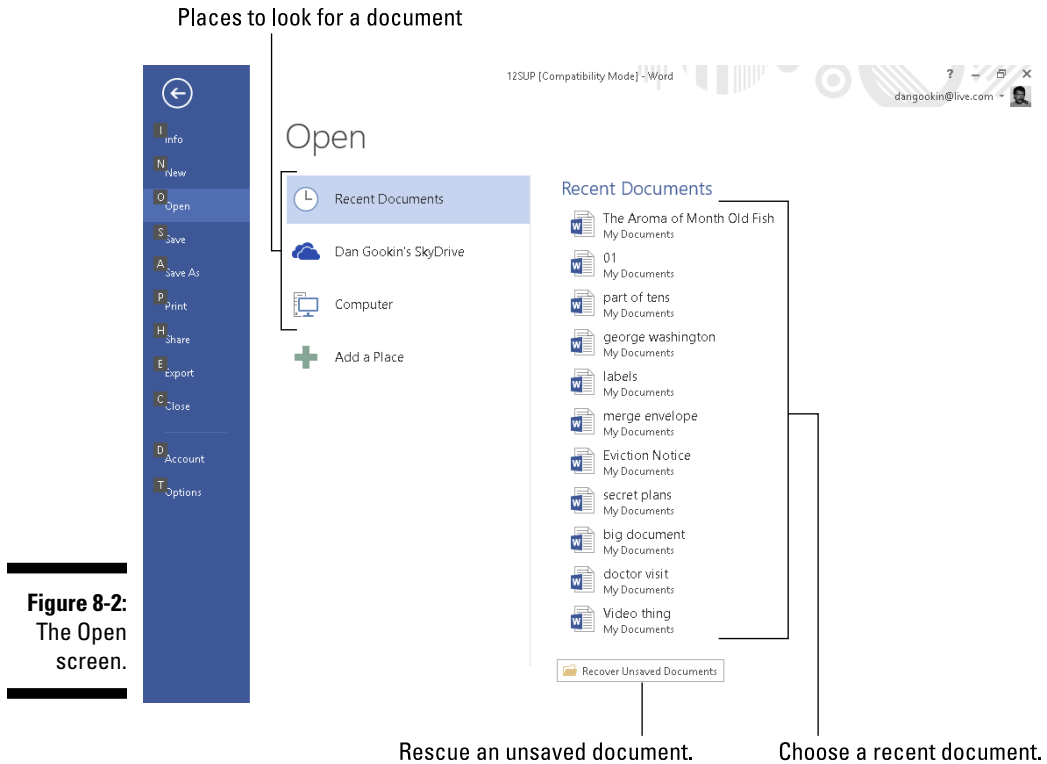 Places to look for a document
12SUP [Compatibility Mode] - Word
?
dangookin@live.com
I
Info
N
New
O
Open
S
Save
A
Save As
P
Print
H
Share
E
Export
C
Close
D
Account
T
Options
Open
Recent Documents
Dan Gookin's SkyDrive
Computer
Add a Place
Recent Documents
The Aroma of Month Old Fish
My Documents
01
My Documents
part of tens
My Documents
george washington
My Documents
labels
My Documents
merge envelope
My Documents
Eviction Notice
My Documents
secret plans
My Documents
big document
My Documents
doctor visit
My Documents
Video thing
My Documents
Recover Unsaved Documents
Figure 8-2:
The Open
screen.
Rescue an unsaved document.
Choose a recent document.